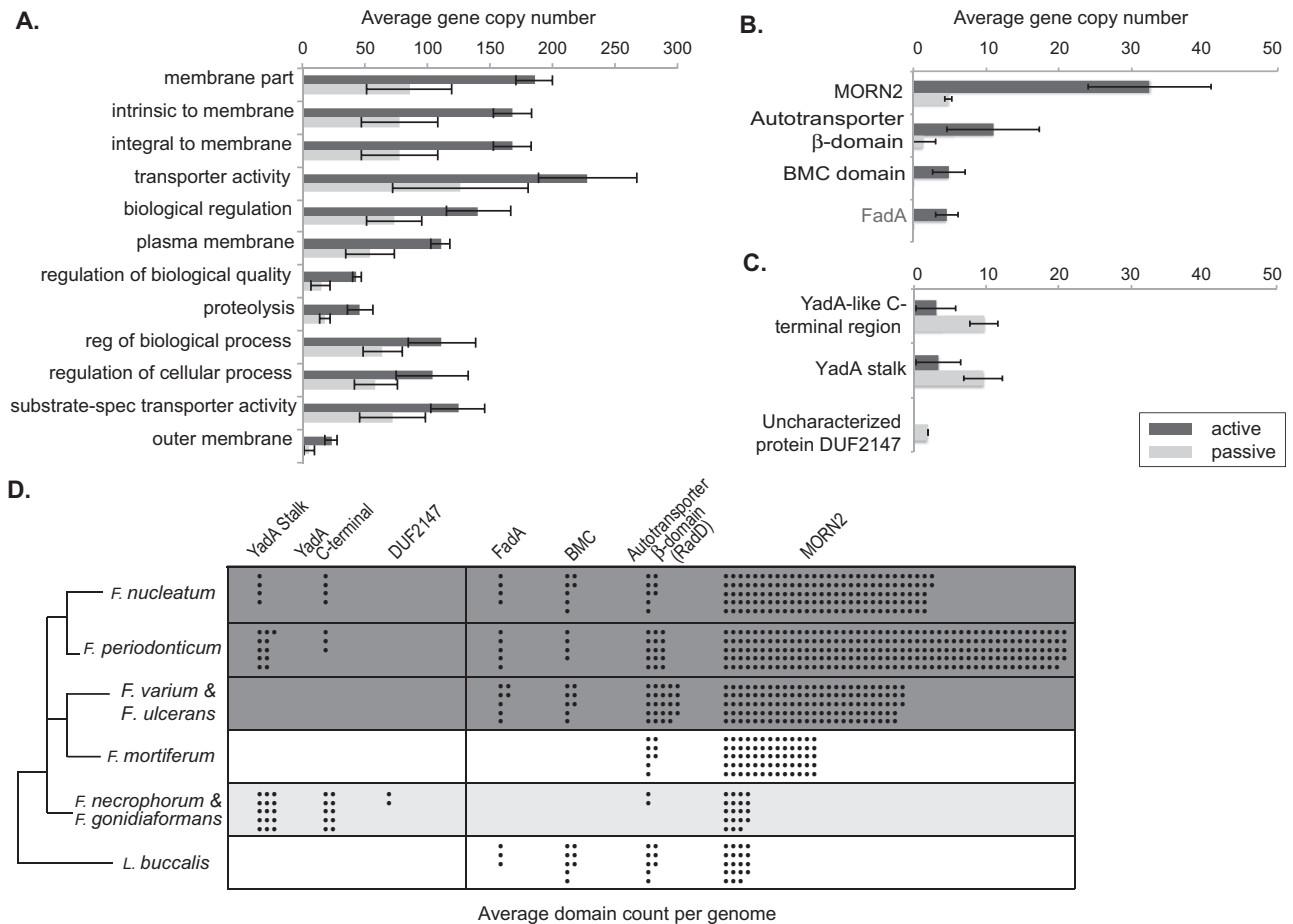 A.
Average gene copy number
0 50 100 150 200 250 300
membrane part
intrinsic to membrane
integral to membrane
transporter activity
biological regulation
plasma membrane
regulation of biological quality
proteolysis
reg of biological process
regulation of cellular process
substrate-spec transporter activity
outer membrane
B.
Average gene copy number
0 10 20 30 40 50
MORN2
Autotransporter
β-domain
BMC domain
FadA
C.
0 10 20 30 40 50
YadA-like C-
terminal region
YadA stalk
Uncharacterized
protein DUF2147
active
passive
D.
YadA Stalk
YadA
C-terminal
DUF2147
FadA
BMC
Autotransporter
β-domain
(RadD)
MORN2
F. nucleatum
F. periodonticum
F. varium &
F. ulcerans
F. mortiferum
F. necrophorum &
F. gonidiaformans
L. buccalis
Average domain count per genome